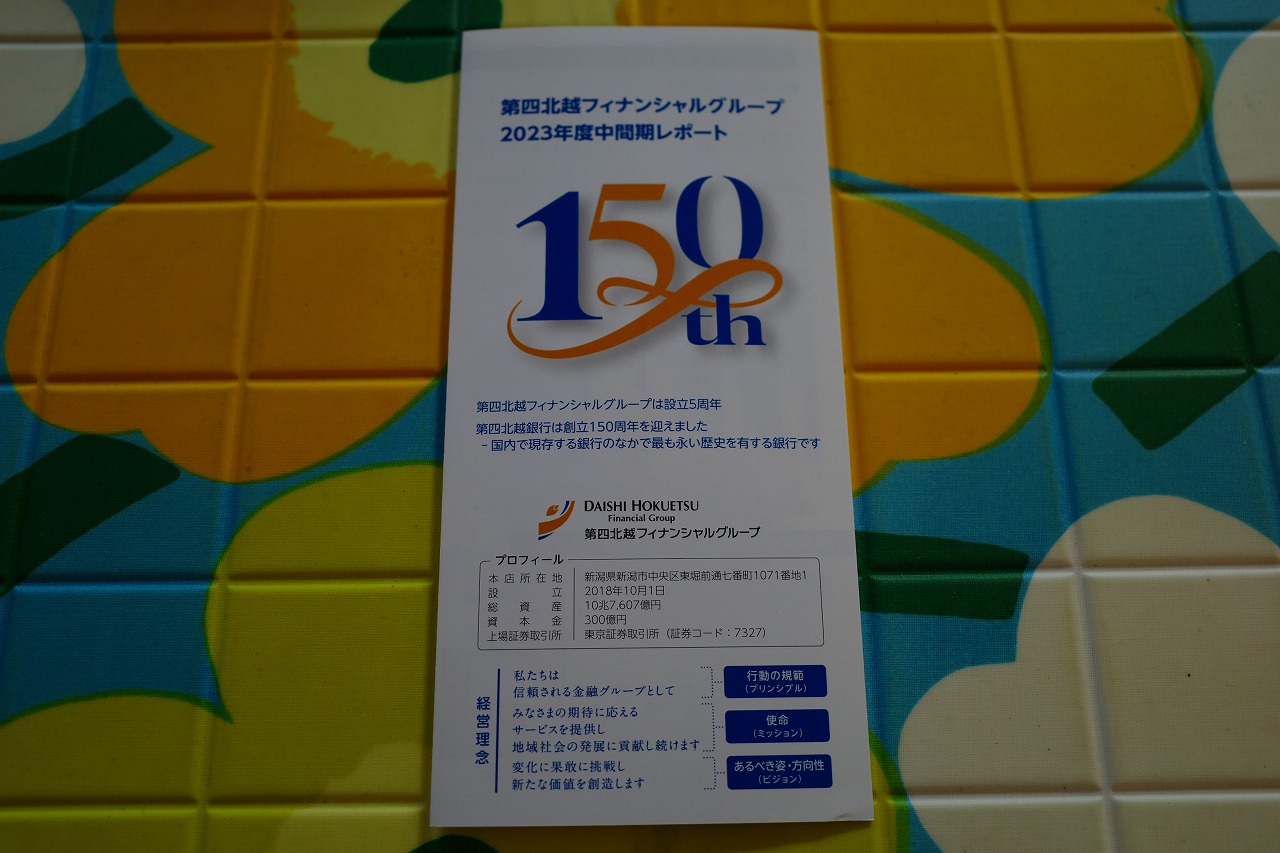 第四北越フィナンシャルグループ
2023年度中間期レポート
150
th
第四北越フィナンシャルグループは設立5周年
第四北越銀行は創立150周年を迎えました
- 国内で現存する銀行のなかで最も永い歴史を有する銀行です
DAISHI HOKUETSU
Financial Group
第四北越フィナンシャルグループ
プロフィール
本店所在地 新潟県新潟市中央区東堀前通七番町1071番地1
設立 2018年10月1日
総資産 10兆7,607億円
資本金 300億円
上場証券取引所 東京証券取引所（証券コード：7327）
経営理念
私たちは
信頼される金融グループとして
行動の規範
（プリンシプル）
みなさまの期待に応える
サービスを提供し
地域社会の発展に貢献し続けます
使命
（ミッション）
変化に果敢に挑戦し
新たな価値を創造します
あるべき姿・方向性
（ビジョン）